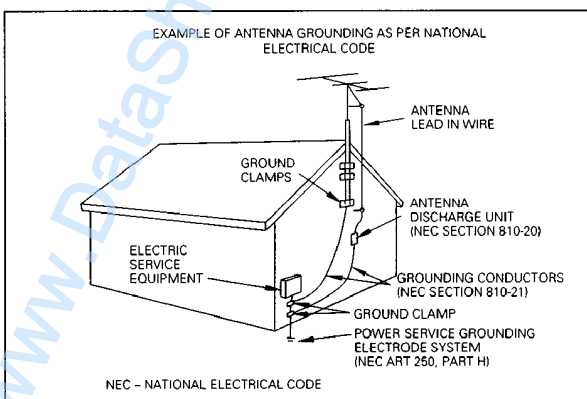 EXAMPLE OF ANTENNA GROUNDING AS PER NATIONAL
ELECTRICAL CODE
ANTENNA
LEAD IN WIRE
GROUND
CLAMPS
ANTENNA
DISCHARGE UNIT
(NEC SECTION 810-20)
ELECTRIC
SERVICE
EQUIPMENT
GROUNDING CONDUCTORS
(NEC SECTION 810-21)
GROUND CLAMP
POWER SERVICE GROUNDING
ELECTRODE SYSTEM
(NEC ART 250, PART H)
NEC – NATIONAL ELECTRICAL CODE
www.DataSh